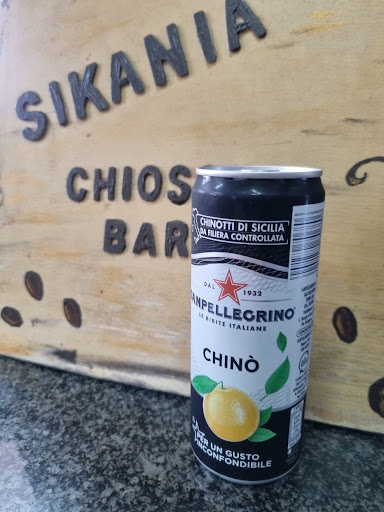 SIKANIA
CHIOS
BAR
CHINOTTI DI SICILIA
DA FILIERA CONTROLLATA
DAL 1932
ANPELLEGRINO
LE BIBITE ITALIANE
CHINÒ
PER UN GUSTO
INCONFONDIBILE